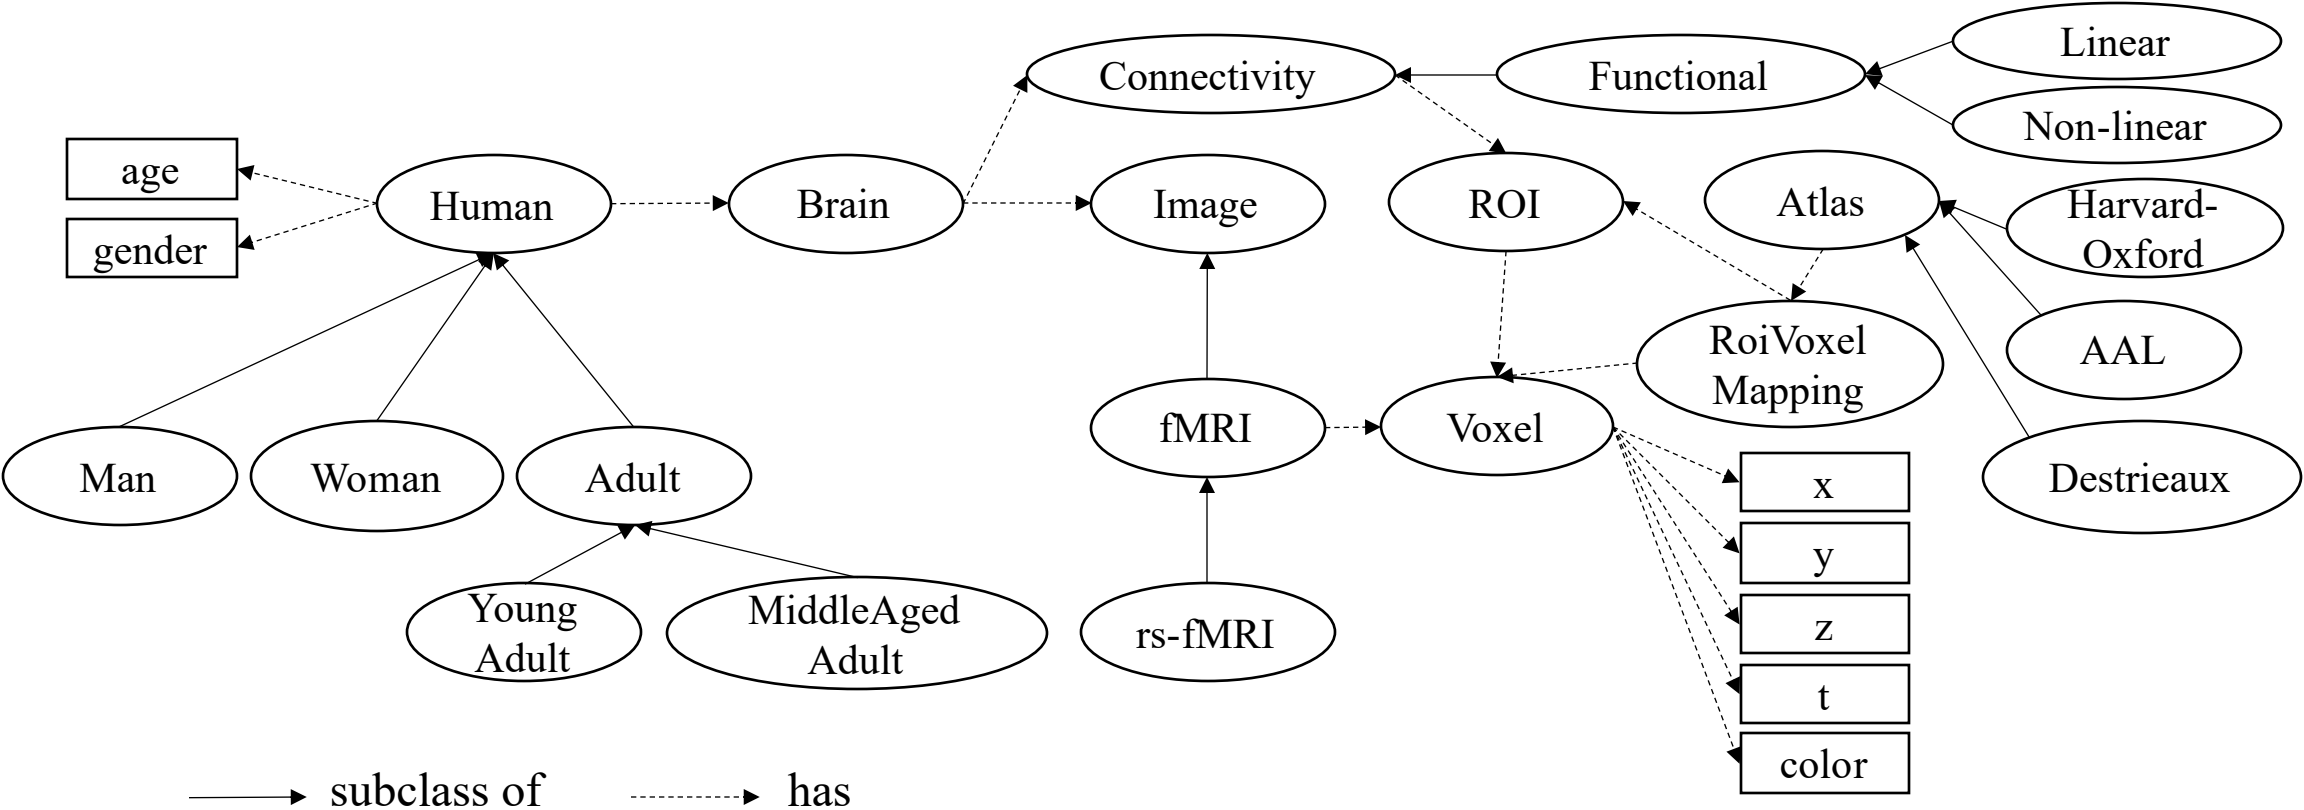 Linear
Connectivity
Functional
Non-linear
age
Human
Brain
Image
ROI
Atlas
Harvard-
Oxford
gender
RoiVoxel
Mapping
AAL
Man
Woman
Adult
fMRI
Voxel
x
Destrieaux
y
Young
Adult
MiddleAged
Adult
rs-fMRI
z
t
color
subclass of
has